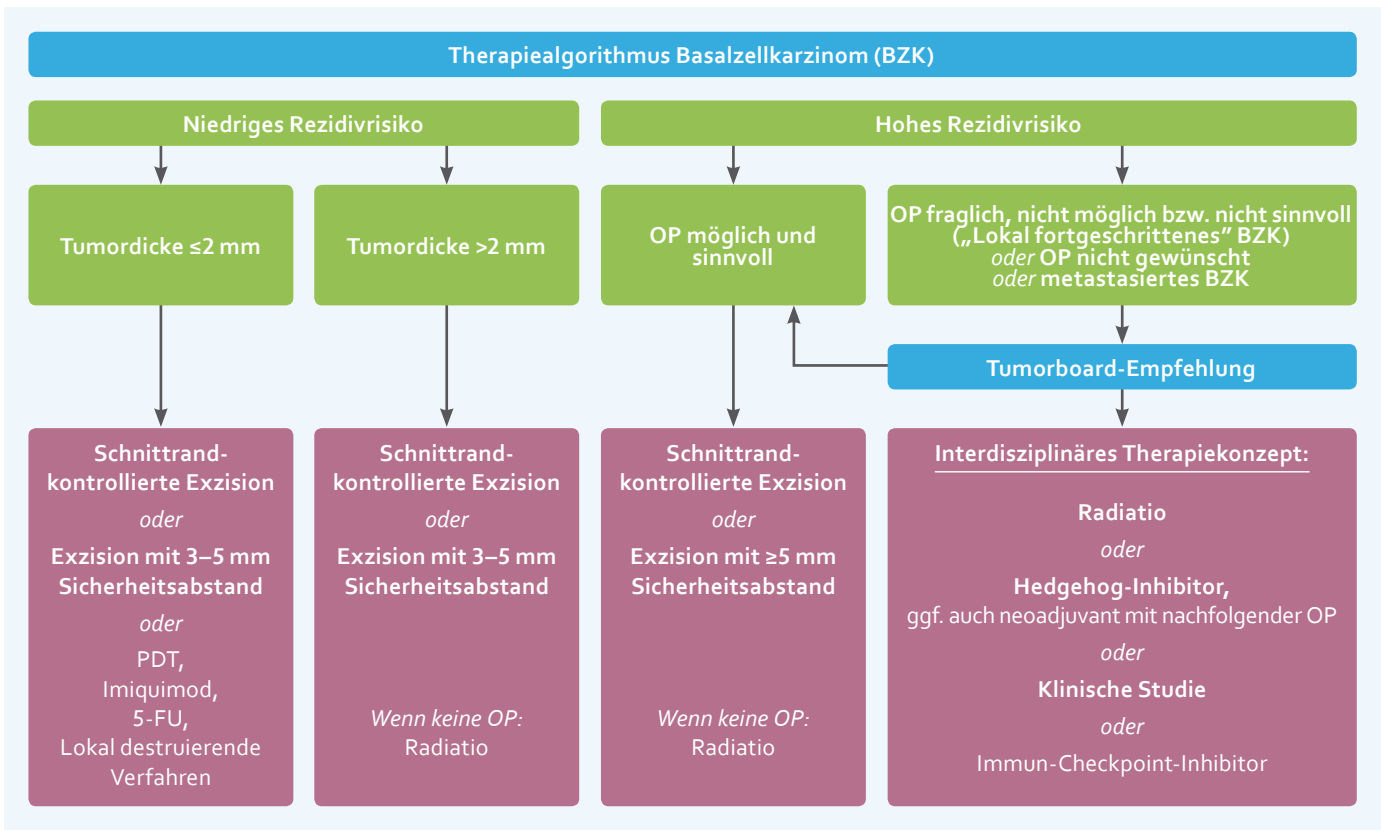 Therapiealgorithmus Basalzellkarzinom (BZK)
Niedriges Rezidivrisiko
Hohes Rezidivrisiko
Tumordicke ≤2 mm
Tumordicke >2 mm
OP möglich und
sinnvoll
OP fraglich, nicht möglich bzw. nicht sinnvoll
(„Lokal fortgeschrittenes“ BZK)
oder OP nicht gewünscht
oder metastasiertes BZK
Tumorboard-Empfehlung
Schnittrand-
kontrollierte Exzision
oder
Exzision mit 3–5 mm
Sicherheitsabstand
oder
PDT,
Imiquimod,
5-FU,
Lokal destruierende
Verfahren
Schnittrand-
kontrollierte Exzision
oder
Exzision mit 3–5 mm
Sicherheitsabstand
Wenn keine OP:
Radiatio
Schnittrand-
kontrollierte Exzision
oder
Exzision mit ≥5 mm
Sicherheitsabstand
Wenn keine OP:
Radiatio
Interdisziplinäres Therapiekonzept:
Radiatio
oder
Hedgehog-Inhibitor,
ggf. auch neoadjuvant mit nachfolgender OP
oder
Klinische Studie
oder
Immun-Checkpoint-Inhibitor